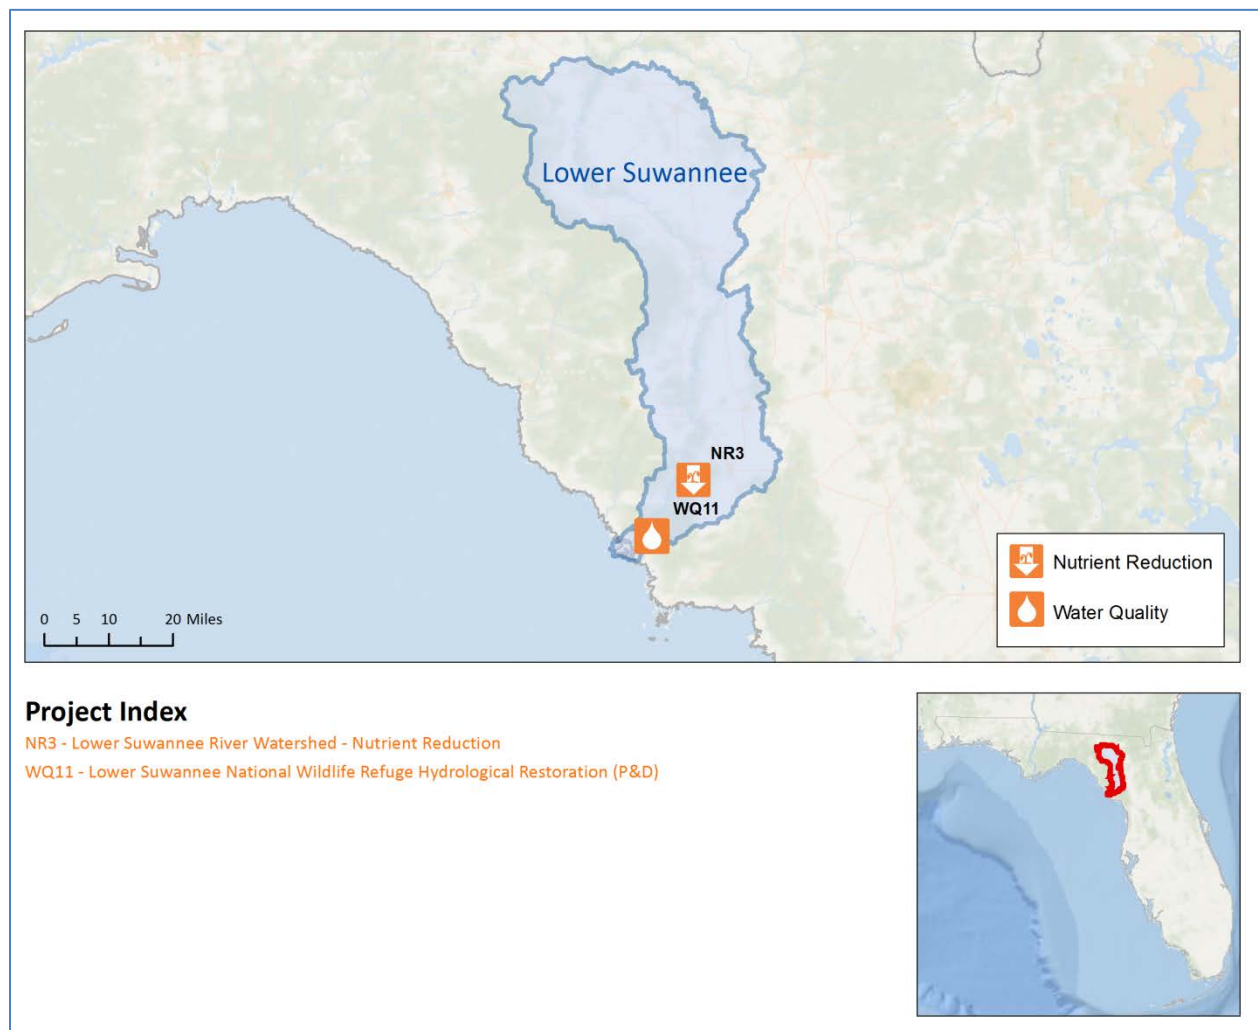 Lower Suwannee
NR3
WQ11
Nutrient Reduction
Water Quality
0 5 10 20 Miles
Project Index
NR3 - Lower Suwannee River Watershed - Nutrient Reduction
WQ11 - Lower Suwannee National Wildlife Refuge Hydrological Restoration (P&D)